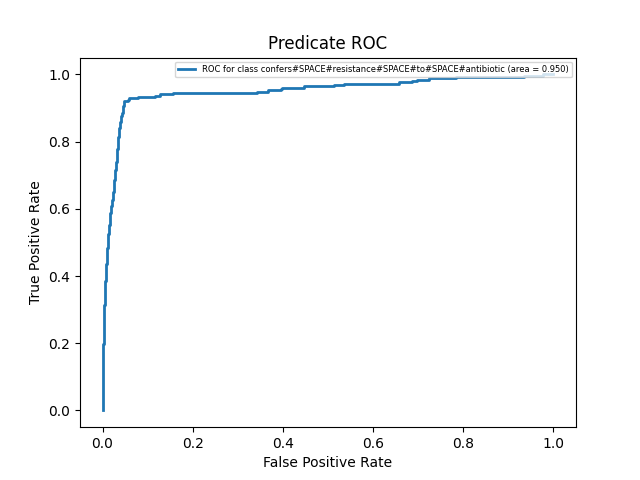 Predicate ROC
ROC for class confers#SPACE#resistance#SPACE#to#SPACE#antibiotic (area = 0.950)
1.0
0.8
0.6
0.4
0.2
0.0
True Positive Rate
0.0 0.2 0.4 0.6 0.8 1.0
False Positive Rate